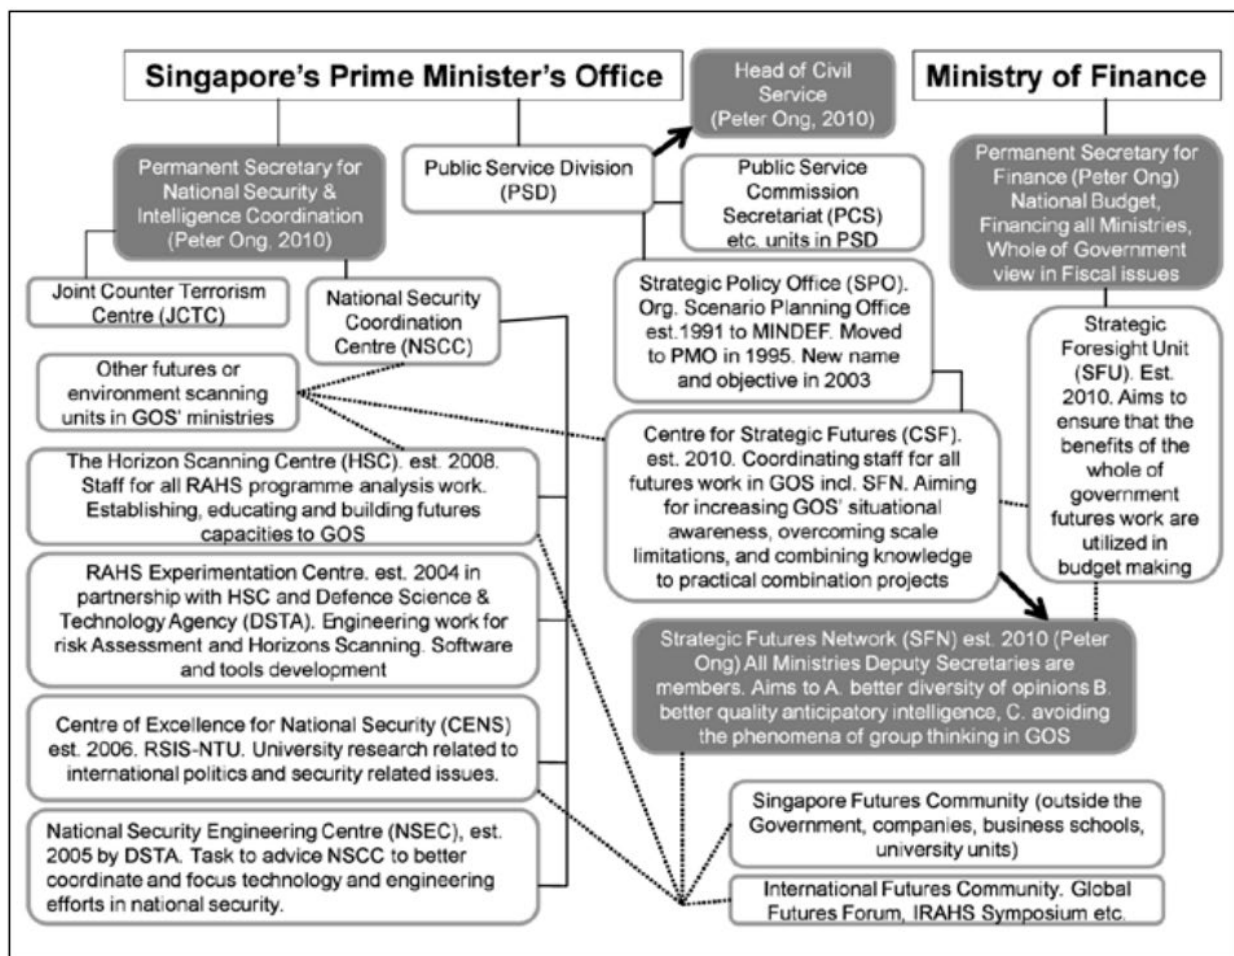 Singapore's Prime Minister's Office
Head of Civil
Service
(Peter Ong, 2010)
Ministry of Finance
Permanent Secretary for
National Security &
Intelligence Coordination
(Peter Ong, 2010)
Public Service Division
(PSD)
Public Service
Commission
Secretariat (PCS)
etc. units in PSD
Permanent Secretary for
Finance (Peter Ong)
National Budget,
Financing all Ministries,
Whole of Government
view in Fiscal issues
Joint Counter Terrorism
Centre (JCTC)
National Security
Coordination
Centre (NSCC)
Strategic Policy Office (SPO).
Org. Scenario Planning Office
est.1991 to MINDEF. Moved
to PMO in 1995. New name
and objective in 2003
Strategic
Foresight Unit
(SFU). Est.
2010. Aims to
ensure that the
benefits of the
whole of
government
futures work are
utilized in
budget making
Other futures or
environment scanning
units in GOS' ministries
Centre for Strategic Futures (CSF).
est. 2010. Coordinating staff for all
futures work in GOS incl. SFN. Aiming
for increasing GOS' situational
awareness, overcoming scale
limitations, and combining knowledge
to practical combination projects
The Horizon Scanning Centre (HSC). est. 2008.
Staff for all RAHS programme analysis work.
Establishing, educating and building futures
capacities to GOS
RAHS Experimentation Centre. est. 2004 in
partnership with HSC and Defence Science &
Technology Agency (DSTA). Engineering work for
risk Assessment and Horizons Scanning. Software
and tools development
Strategic Futures Network (SFN) est. 2010 (Peter
Ong) All Ministries Deputy Secretaries are
members. Aims to A. better diversity of opinions B.
better quality anticipatory intelligence, C. avoiding
the phenomena of group thinking in GOS
Centre of Excellence for National Security (CENS)
est. 2006. RSIS-NTU. University research related to
international politics and security related issues.
National Security Engineering Centre (NSEC), est.
2005 by DSTA. Task to advice NSCC to better
coordinate and focus technology and engineering
efforts in national security.
Singapore Futures Community (outside the
Government, companies, business schools,
university units)
International Futures Community. Global
Futures Forum, IRAHS Symposium etc.